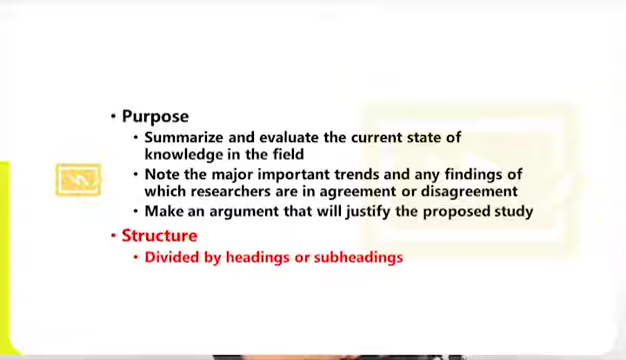 • Purpose
• Summarize and evaluate the current state of
knowledge in the field
• Note the major important trends and any findings of
which researchers are in agreement or disagreement
• Make an argument that will justify the proposed study
• Structure
• Divided by headings or subheadings